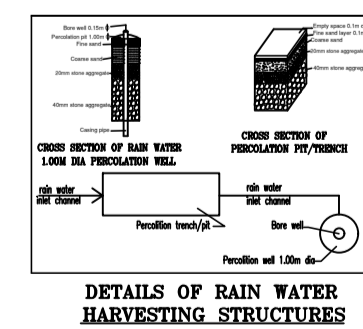 Bore well 0.15m
Percolation pit 1.00m
Fine sand
Coarse sand
20mm stone aggregate
40mm stone aggregate
Casing pipe
CROSS SECTION OF RAIN WATER
1.00M DIA PERCOLATION WELL
Empty space 0.1m
Fine sand layer 0.1m
Coarse sand
20mm stone aggregate
40mm stone aggreg
CROSS SECTION OF
PERCOLATION PIT/TRENCH
rain water
inlet channel
Percolition trench/pit
rain water
inlet channel
Bore well
Percolition well 1.00m dia
DETAILS OF RAIN WATER
HARVESTING STRUCTURES